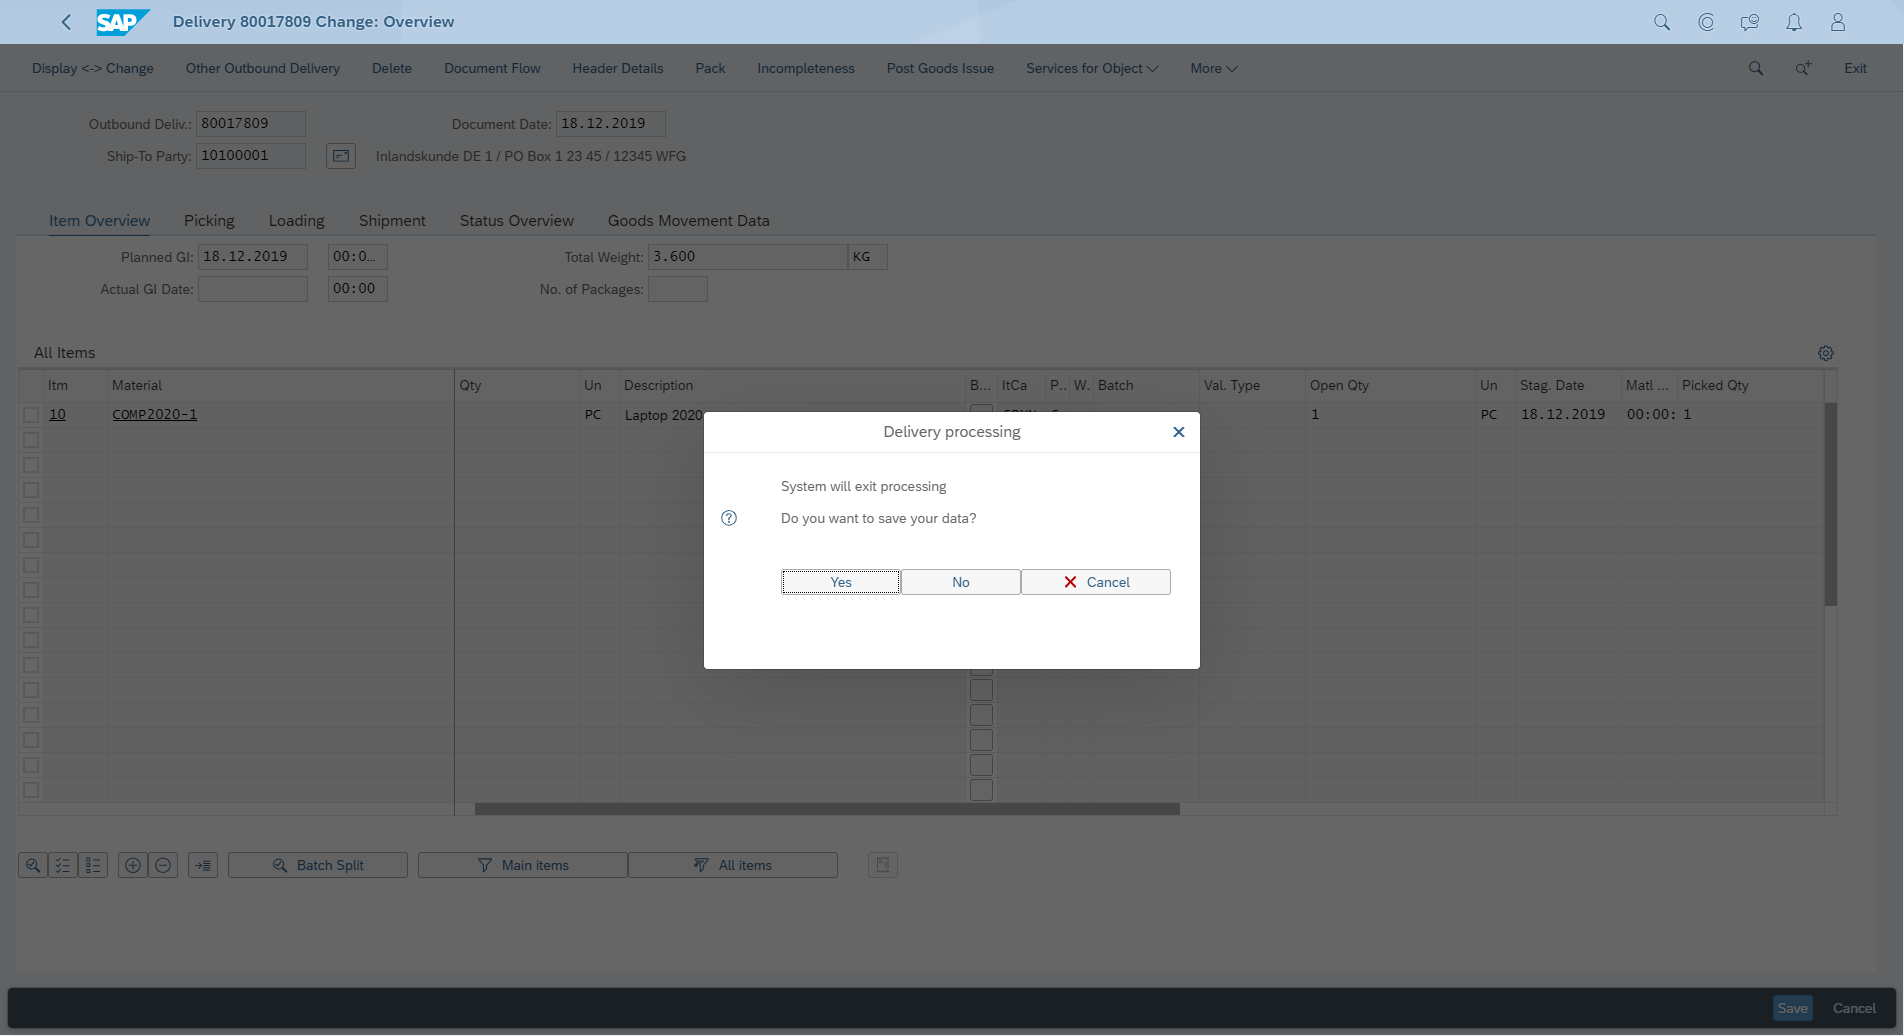 SAP Delivery 80017809 Change: Overview
Display <-> Change Other Outbound Delivery Delete Document Flow Header Details Pack Incompleteness Post Goods Issue Services for Object More Exit
Outbound Deliv.: 80017809 Document Date: 18.12.2019
Ship-To Party: 10100001 Inlandskunde DE 1 / PO Box 1 23 45 / 12345 WFG
Item Overview Picking Loading Shipment Status Overview Goods Movement Data
Planned GI: 18.12.2019 00:0... Total Weight: 3.600 KG
Actual GI Date: 00:00 No. of Packages:
All Items
Itm Material Qty Un Description B... ItCa P.. W. Batch Val. Type Open Qty Un Stag. Date Matl ... Picked Qty
10 COMP2020-1 PC Laptop 2020 1 PC 18.12.2019 00:00: 1
Delivery processing
System will exit processing
Do you want to save your data?
Yes No Cancel
Batch Split Main items All items
Save Cancel